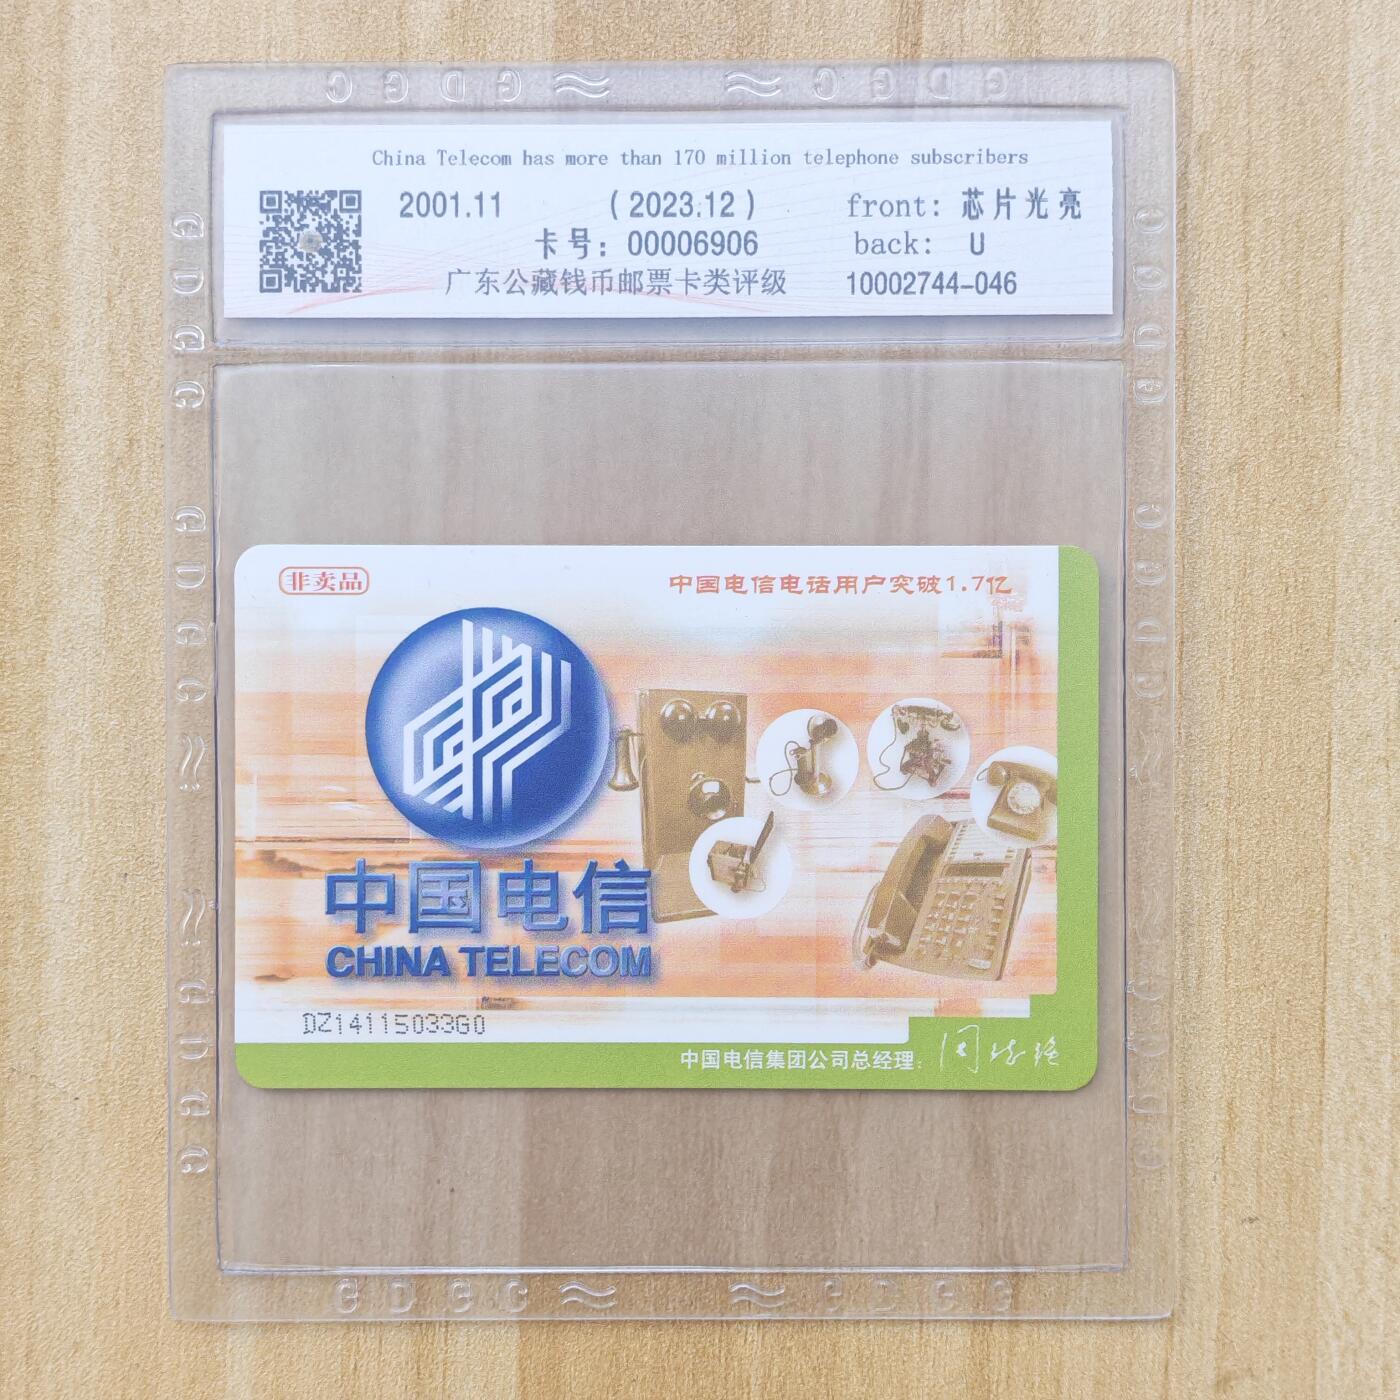 G D G C
China Telecom has more than 170 million telephone subscribers
2001.11 (2023.12) front: 芯片光亮
卡号: 00006906 back: U
广东公藏钱币邮票卡类评级 10002744-046
非卖品
中国电信电话用户突破1.7亿
中国电信
CHINA TELECOM
DZ14115033G0
中国电信集团公司总经理: